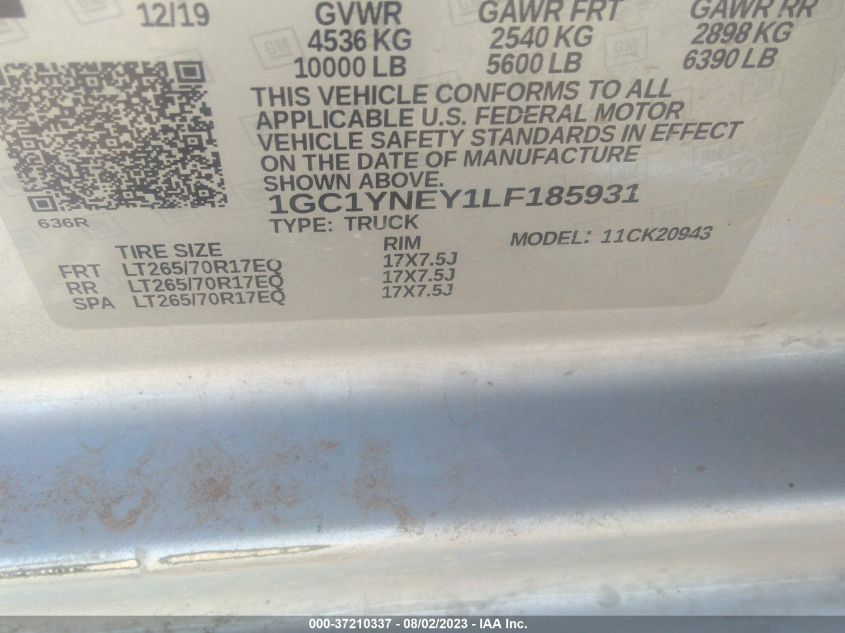 12/19 GVWR GAWR FRT GAWR RR
4536 KG 2540 KG 2898 KG
10000 LB 5600 LB 6390 LB
THIS VEHICLE CONFORMS TO ALL
APPLICABLE U.S. FEDERAL MOTOR
VEHICLE SAFETY STANDARDS IN EFFECT
ON THE DATE OF MANUFACTURE
SHOWN ABOVE.
1GC1YNEY1LF185931
636R TYPE: TRUCK MODEL: 11CK20943
TIRE SIZE RIM
FRT LT265/70R17EQ 17X7.5J
RR LT265/70R17EQ 17X7.5J
SPA LT265/70R17EQ 17X7.5J
000-37210337 - 08/02/2023 - IAA Inc.